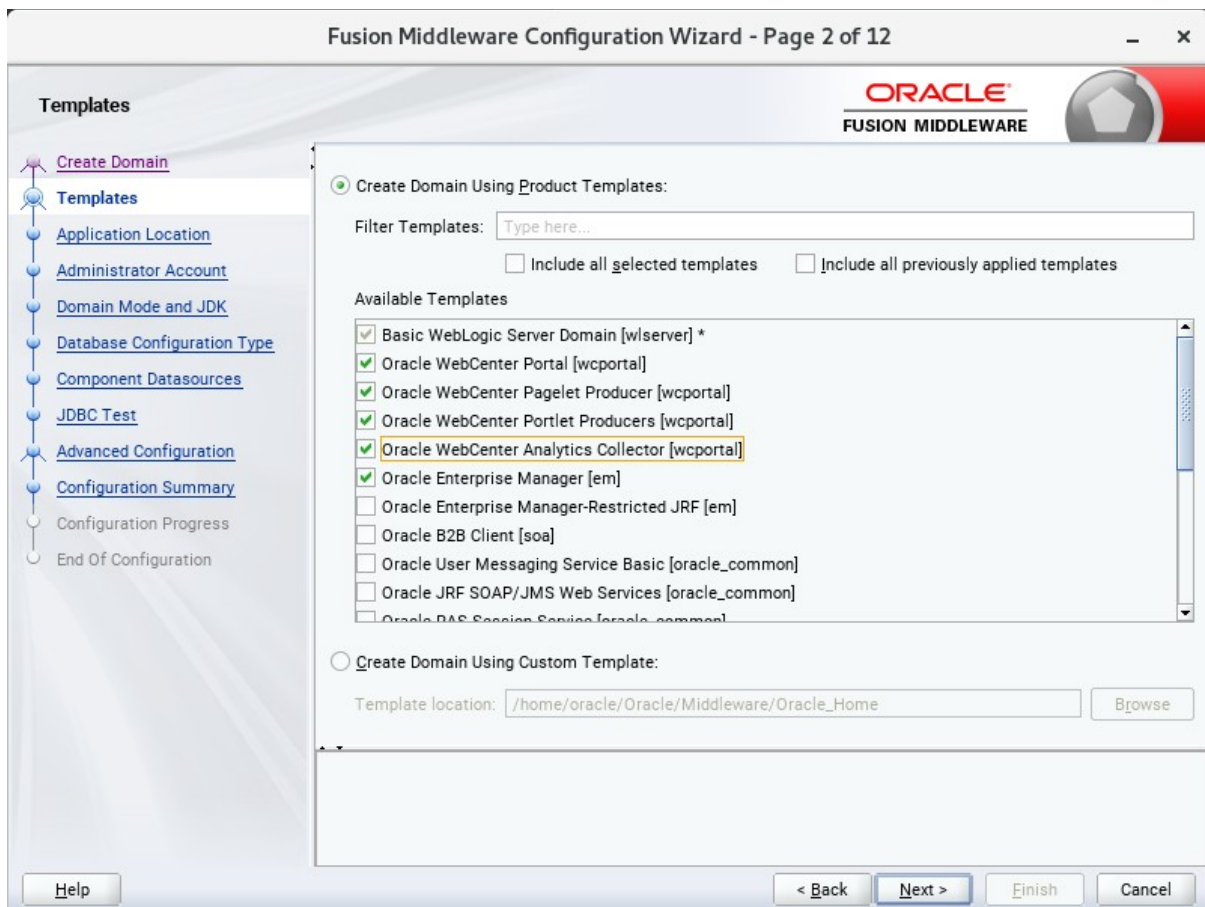 Fusion Middleware Configuration Wizard - Page 2 of 12
Templates
ORACLE
FUSION MIDDLEWARE
Create Domain
Templates
Application Location
Administrator Account
Domain Mode and JDK
Database Configuration Type
Component Datasources
JDBC Test
Advanced Configuration
Configuration Summary
Configuration Progress
End Of Configuration
Create Domain Using Product Templates:
Filter Templates: Type here...
Include all selected templates Include all previously applied templates
Available Templates
Basic WebLogic Server Domain [wlserver] *
Oracle WebCenter Portal [wcportal]
Oracle WebCenter Pagelet Producer [wcportal]
Oracle WebCenter Portlet Producers [wcportal]
Oracle WebCenter Analytics Collector [wcportal]
Oracle Enterprise Manager [em]
Oracle Enterprise Manager-Restricted JRF [em]
Oracle B2B Client [soa]
Oracle User Messaging Service Basic [oracle_common]
Oracle JRF SOAP/JMS Web Services [oracle_common]
Oracle RAS Session Service [oracle_common]
Create Domain Using Custom Template:
Template location: /home/oracle/Oracle/Middleware/Oracle_Home Browse
Help < Back Next > Finish Cancel